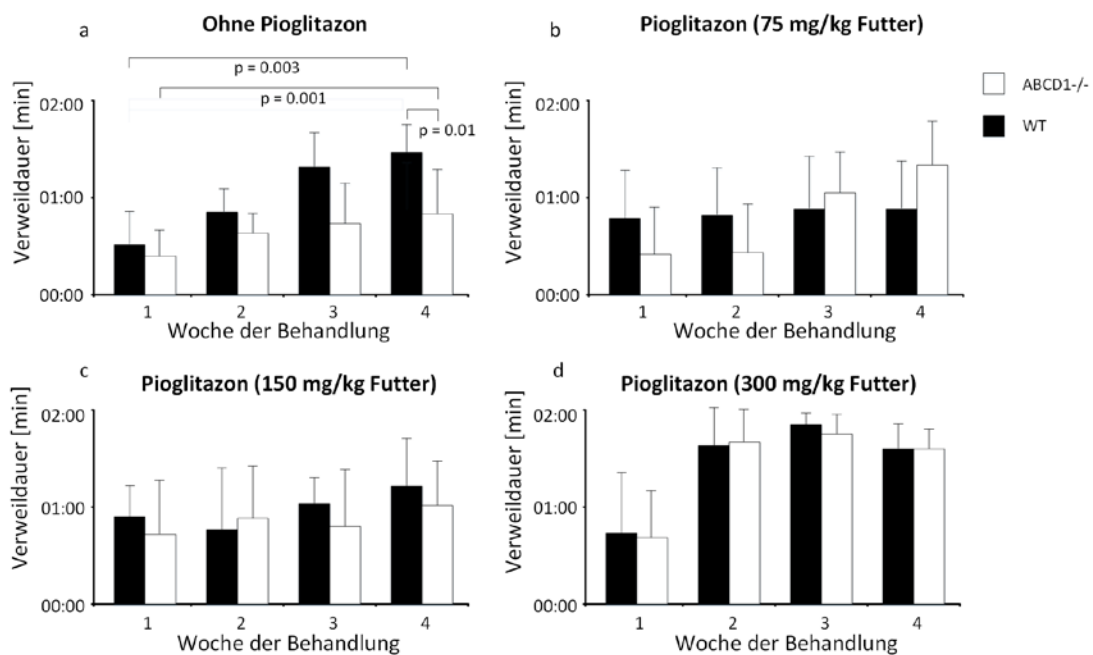 a
Ohne Pioglitazon
p = 0.003
p = 0.001
p = 0.01
Verweildauer [min]
02:00
01:00
00:00
1 2 3 4
Woche der Behandlung
b
Pioglitazon (75 mg/kg Futter)
Verweildauer [min]
02:00
01:00
00:00
1 2 3 4
Woche der Behandlung
ABCD1-/-
WT
c
Pioglitazon (150 mg/kg Futter)
Verweildauer [min]
02:00
01:00
00:00
1 2 3 4
Woche der Behandlung
d
Pioglitazon (300 mg/kg Futter)
Verweildauer [min]
02:00
01:00
00:00
1 2 3 4
Woche der Behandlung